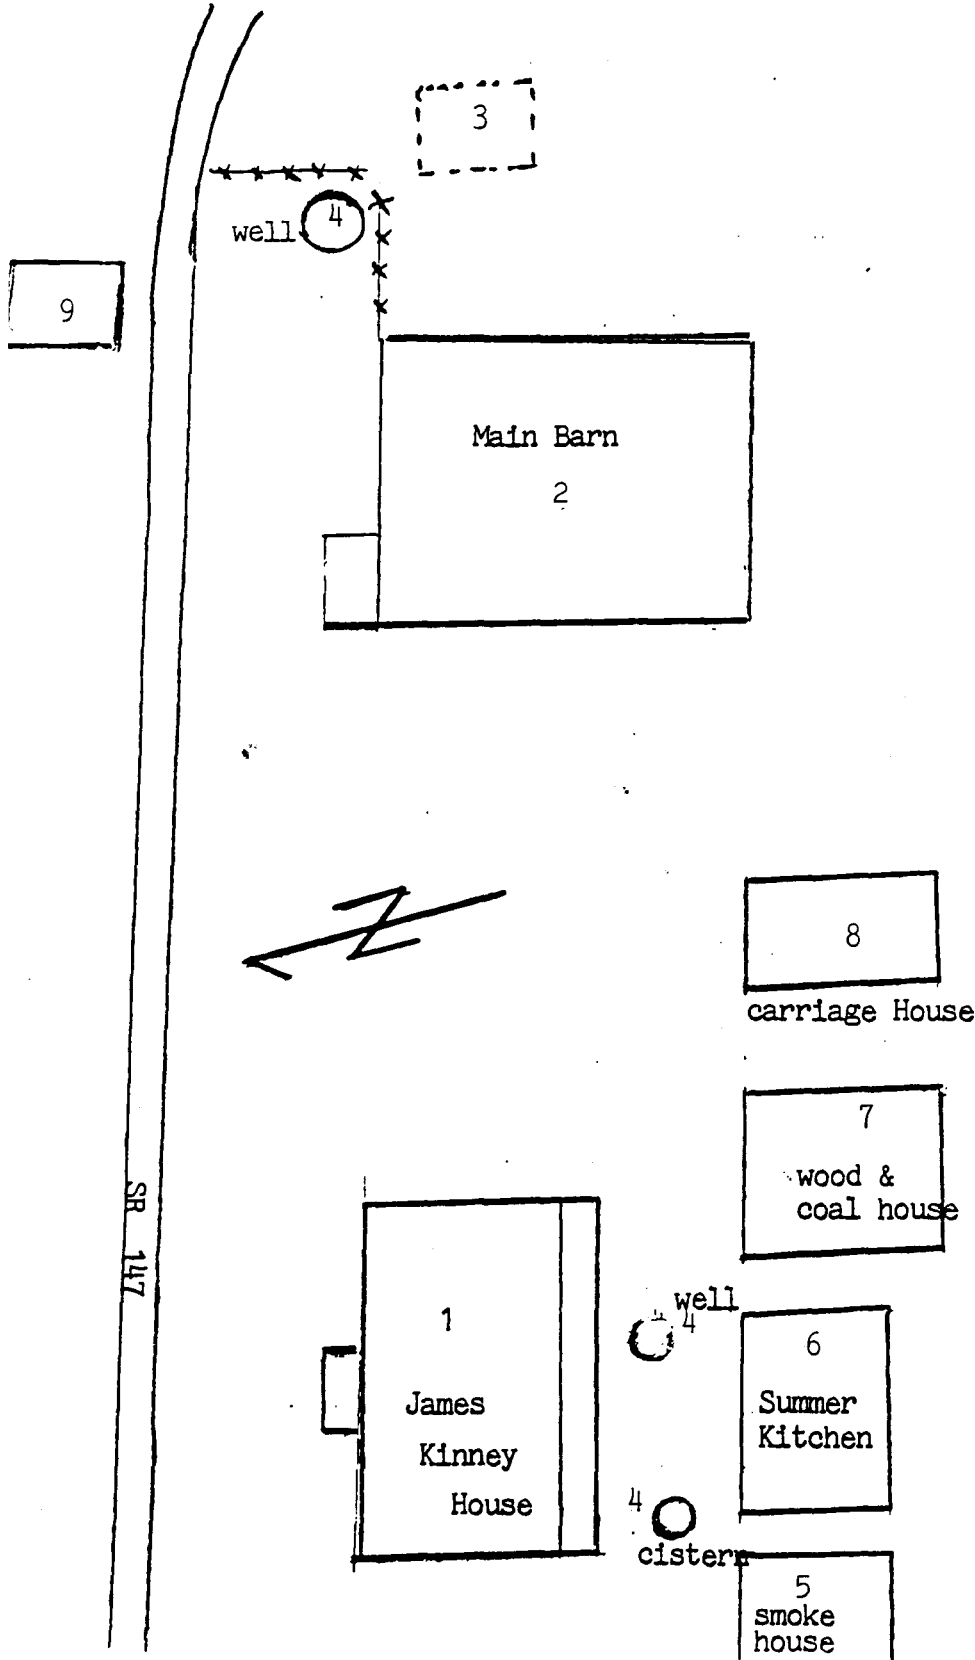 3
4
well
9
Main Barn
2
N
8
carriage House
7
wood &
coal house
SR 147
well
4
1
6
James
Kinney
House
Summer
Kitchen
4
cistern
5
smoke
house